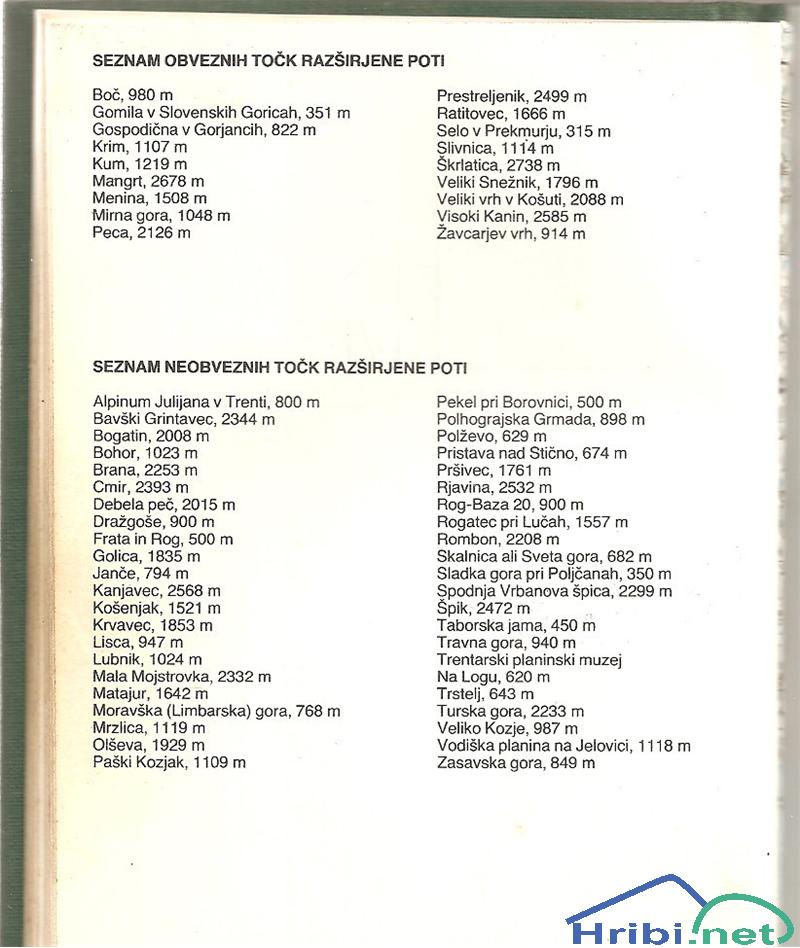 SEZNAM OBVEZNIH TOČK RAZŠIRJENE POTI
Boč, 980 m
Gomila v Slovenskih Goricah, 351 m
Gospodična v Gorjancih, 822 m
Krim, 1107 m
Kum, 1219 m
Mangrt, 2678 m
Menina, 1508 m
Mirna gora, 1048 m
Peca, 2126 m
Prestreljenik, 2499 m
Ratitovec, 1666 m
Selo v Prekmurju, 315 m
Slivnica, 1114 m
Škrlatica, 2738 m
Veliki Snežnik, 1796 m
Veliki vrh v Košuti, 2088 m
Visoki Kanin, 2585 m
Žavcarjev vrh, 914 m
SEZNAM NEOBVEZNIH TOČK RAZŠIRJENE POTI
Alpinum Julijana v Trenti, 800 m
Bavški Grintavec, 2344 m
Bogatin, 2008 m
Bohor, 1023 m
Brana, 2253 m
Cmir, 2393 m
Debela peč, 2015 m
Dražgoše, 900 m
Frata in Rog, 500 m
Golica, 1835 m
Janče, 794 m
Kanjavec, 2568 m
Košenjak, 1521 m
Krvavec, 1853 m
Lisca, 947 m
Lubnik, 1024 m
Mala Mojstrovka, 2332 m
Matajur, 1642 m
Moravška (Limbarska) gora, 768 m
Mrzlica, 1119 m
Olševa, 1929 m
Paški Kozjak, 1109 m
Pekel pri Borovnici, 500 m
Polhograjska Grmada, 898 m
Polževo, 629 m
Pristava nad Stično, 674 m
Pršivec, 1761 m
Rjavina, 2532 m
Rog-Baza 20, 900 m
Rogatec pri Lučah, 1557 m
Rombon, 2208 m
Skalnica ali Sveta gora, 682 m
Sladka gora pri Poljčanah, 350 m
Spodnja Vrbanova špica, 2299 m
Špik, 2472 m
Taborska jama, 450 m
Travna gora, 940 m
Trentarski planinski muzej
Na Logu, 620 m
Trstelj, 643 m
Turska gora, 2233 m
Veliko Kozje, 987 m
Vodiška planina na Jelovici, 1118 m
Zasavska gora, 849 m
Hribi.net